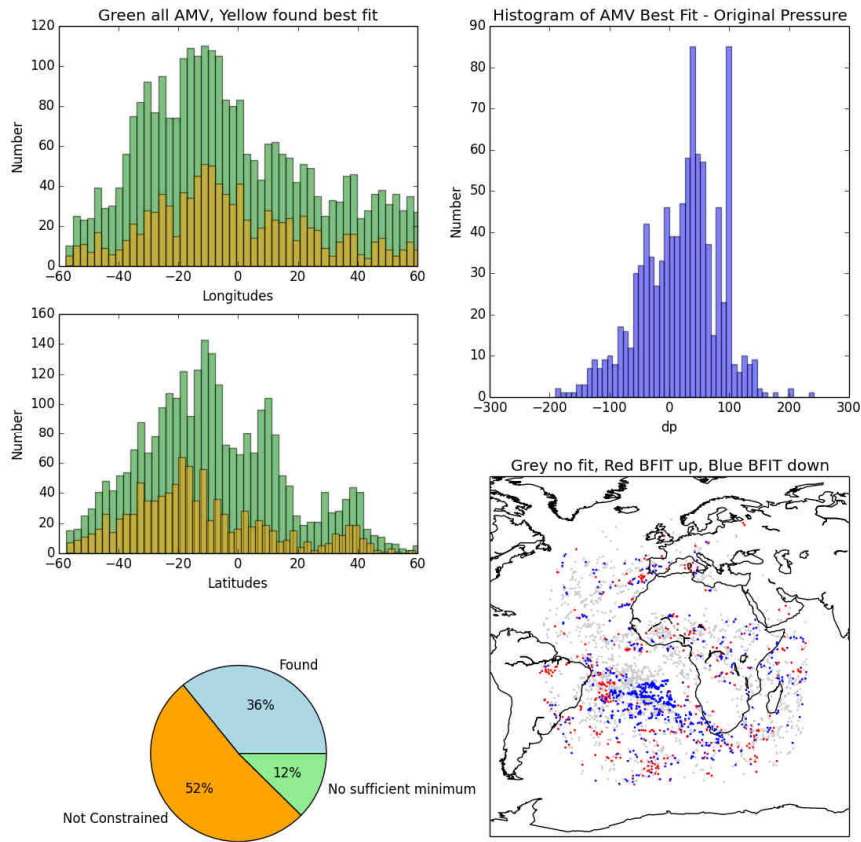 Green all AMV, Yellow found best fit
120
100
80
60
40
20
0
Number
−60 −40 −20 0 20 40 60
Longitudes
160
140
120
100
80
60
40
20
0
Number
−60 −40 −20 0 20 40 60
Latitudes
Histogram of AMV Best Fit - Original Pressure
90
80
70
60
50
40
30
20
10
0
Number
−300 −200 −100 0 100 200 300
dp
Grey no fit, Red BFIT up, Blue BFIT down
Found
36%
52%
12%
No sufficient minimum
Not Constrained